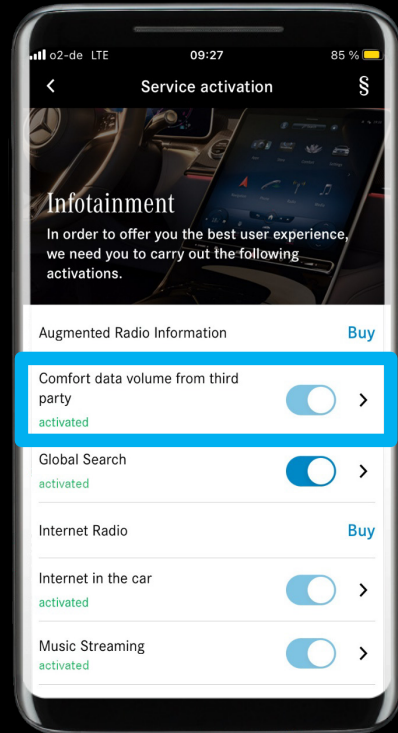 o2-de LTE 09:27 85 %
Service activation §
Infotainment
In order to offer you the best user experience,
we need you to carry out the following
activations.
Augmented Radio Information Buy
Comfort data volume from third
party
activated
Global Search
activated
Internet Radio Buy
Internet in the car
activated
Music Streaming
activated